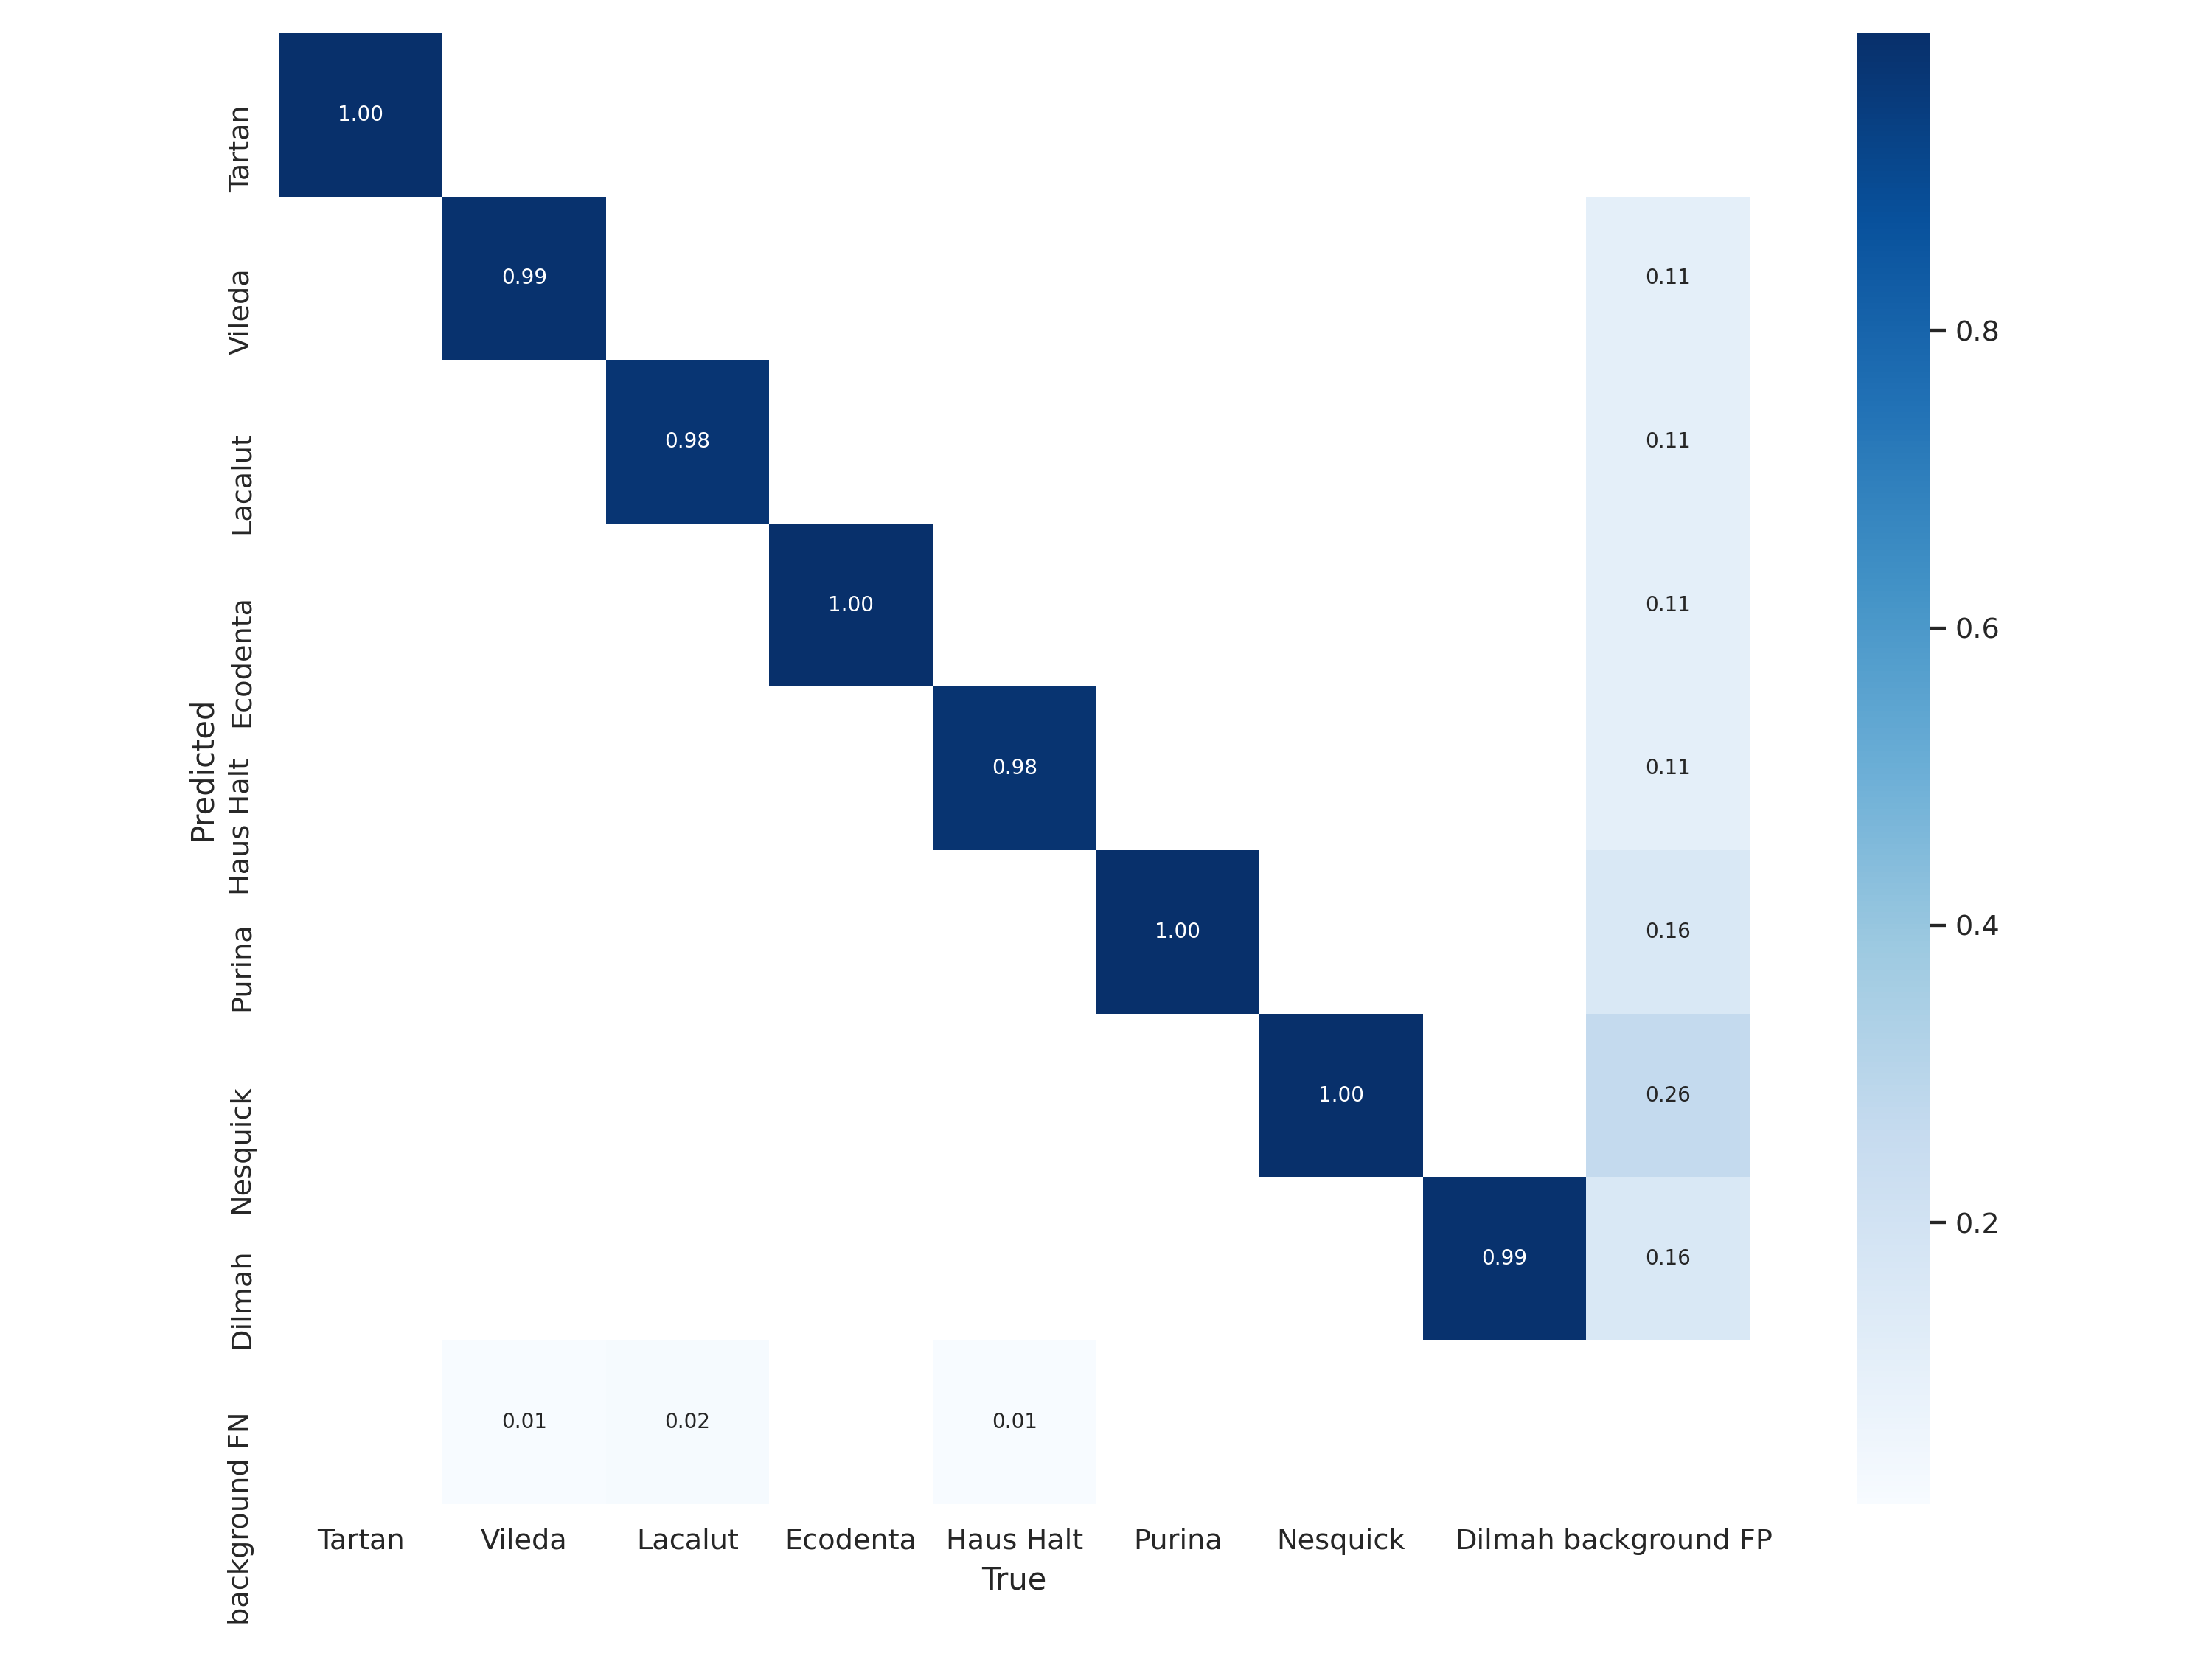 Predicted
Tartan
1.00
Vileda
0.99
0.11
0.8
Lacalut
0.98
0.11
Ecodenta
1.00
0.11
0.6
Haus Halt
0.98
0.11
Purina
1.00
0.16
0.4
Nesquick
1.00
0.26
Dilmah
0.99
0.16
0.2
background FN
0.01
0.02
0.01
Tartan Vileda Lacalut Ecodenta Haus Halt Purina Nesquick Dilmah background FP
True